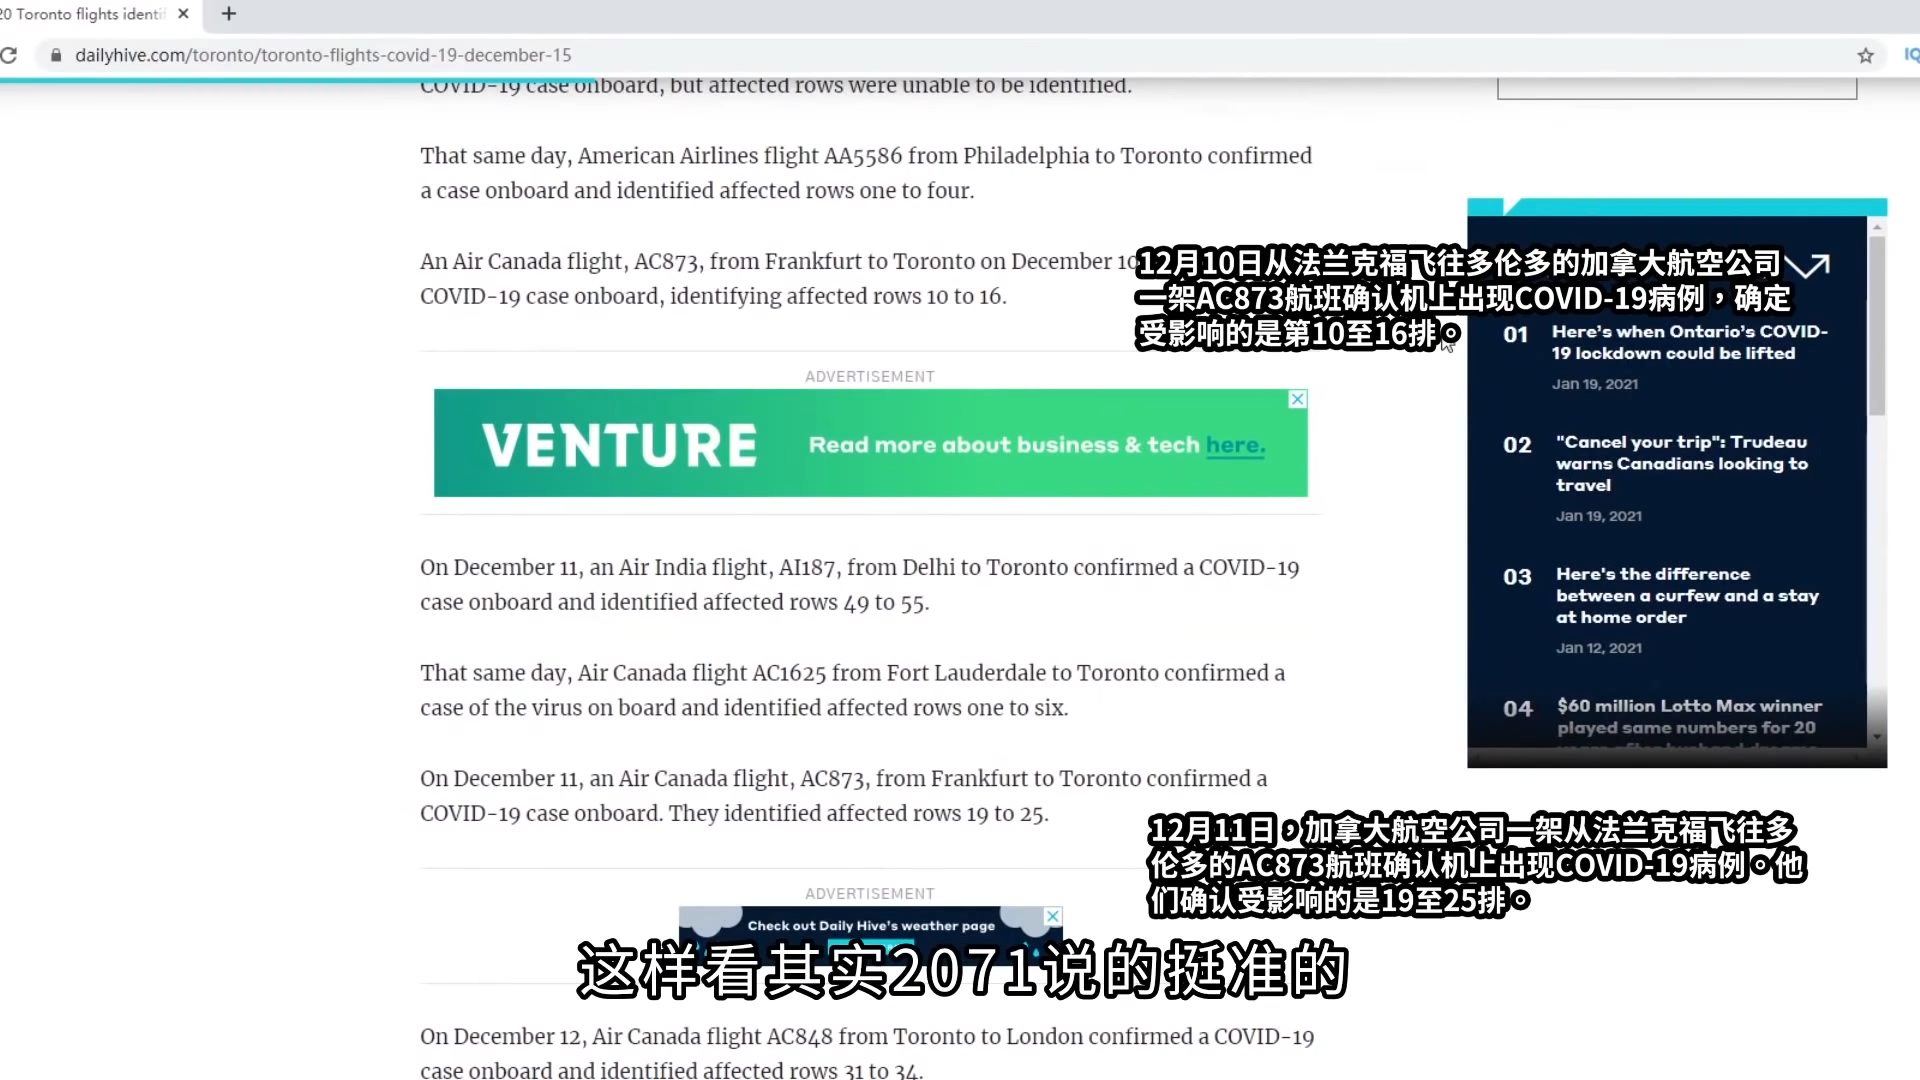 20 Toronto flights identif
dailyhive.com/toronto/toronto-flights-covid-19-december-15
IQ
COVID-19 case onboard, but affected rows were unable to be identified.
That same day, American Airlines flight AA5586 from Philadelphia to Toronto confirmed
a case onboard and identified affected rows one to four.
An Air Canada flight, AC873, from Frankfurt to Toronto on December 10
COVID-19 case onboard, identifying affected rows 10 to 16.
12月10日从法兰克福飞往多伦多的加拿大航空公司
一架AC873航班确认机上出现COVID-19病例，确定
受影响的是第10至16排。
ADVERTISEMENT
VENTURE
Read more about business & tech here.
On December 11, an Air India flight, AI187, from Delhi to Toronto confirmed a COVID-19
case onboard and identified affected rows 49 to 55.
That same day, Air Canada flight AC1625 from Fort Lauderdale to Toronto confirmed a
case of the virus on board and identified affected rows one to six.
On December 11, an Air Canada flight, AC873, from Frankfurt to Toronto confirmed a
COVID-19 case onboard. They identified affected rows 19 to 25.
01 Here's when Ontario's COVID-
19 lockdown could be lifted
Jan 19, 2021
02 "Cancel your trip": Trudeau
warns Canadians looking to
travel
Jan 19, 2021
03 Here's the difference
between a curfew and a stay
at home order
Jan 12, 2021
04 $60 million Lotto Max winner
played same numbers for 20
years after husband dreams
12月11日，加拿大航空公司一架从法兰克福飞往多
伦多的AC873航班确认机上出现COVID-19病例。他
们确认受影响的是19至25排。
ADVERTISEMENT
Check out Daily Hive's weather page
这样看其实2071说的挺准的
On December 12, Air Canada flight AC848 from Toronto to London confirmed a COVID-19
case onboard and identified affected rows 31 to 34.